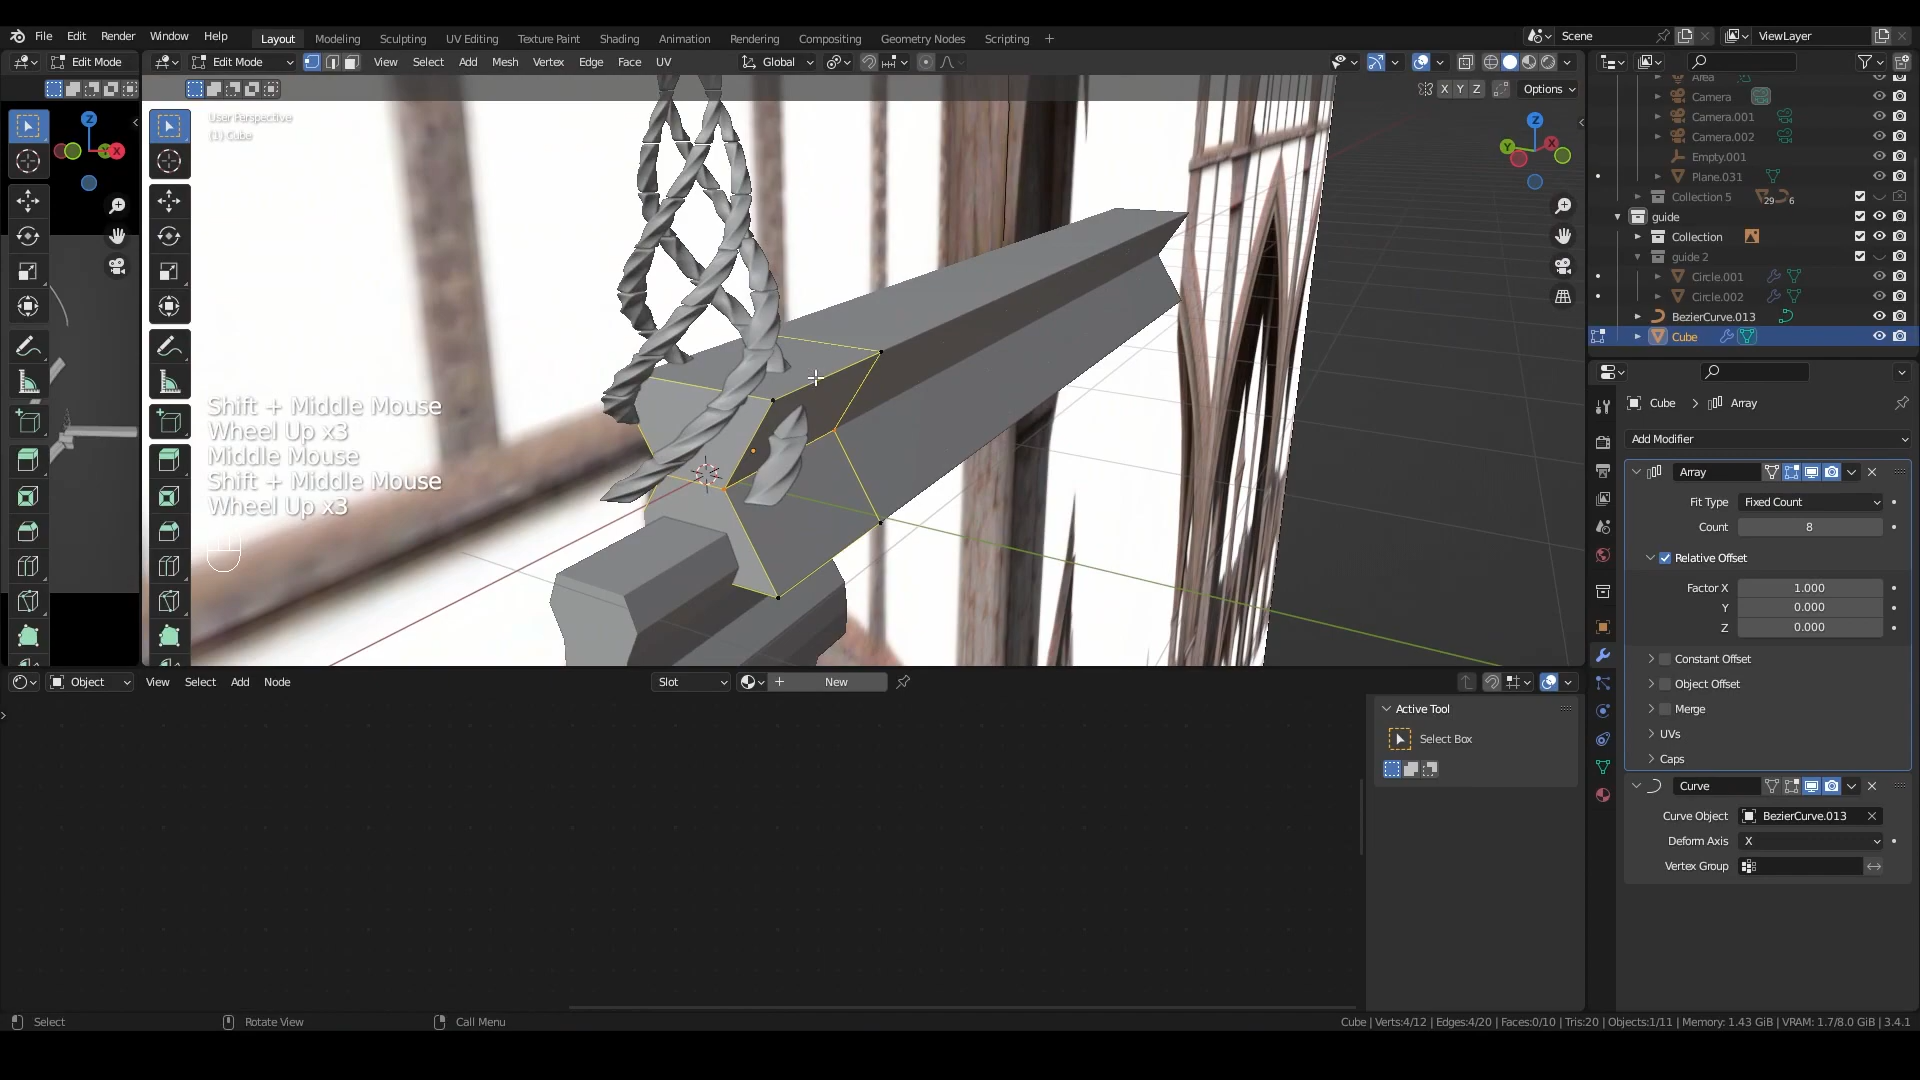 File Edit Render Window Help Layout Modeling Sculpting UV Editing Texture Paint Shading Animation Rendering Compositing Geometry Nodes Scripting Scene ViewLayer
Edit Mode Edit Mode View Select Add Mesh Vertex Edge Face UV Global
X Y Z Options
User Perspective
(1) Cube
Z
Y X
X
Shift + Middle Mouse
Wheel Up x3
Middle Mouse
Shift + Middle Mouse
Wheel Up x3
Area
Camera
Camera.001
Camera.002
Empty.001
Plane.031
Collection 5 29 6
guide
Collection
guide 2
Circle.001
Circle.002
BezierCurve.013
Cube
Cube Array
Add Modifier
Array
Fit Type Fixed Count
Count 8
Relative Offset
Factor X 1.000
Y 0.000
Z 0.000
Constant Offset
Object Offset
Merge
UVs
Caps
Curve
Curve Object BezierCurve.013
Deform Axis X
Vertex Group
Object View Select Add Node Slot New
Active Tool
Select Box
Select Rotate View Call Menu Cube | Verts:4/12 | Edges:4/20 | Faces:0/10 | Tris:20 | Objects:1/11 | Memory: 1.43 GiB | VRAM: 1.7/8.0 GiB | 3.4.1